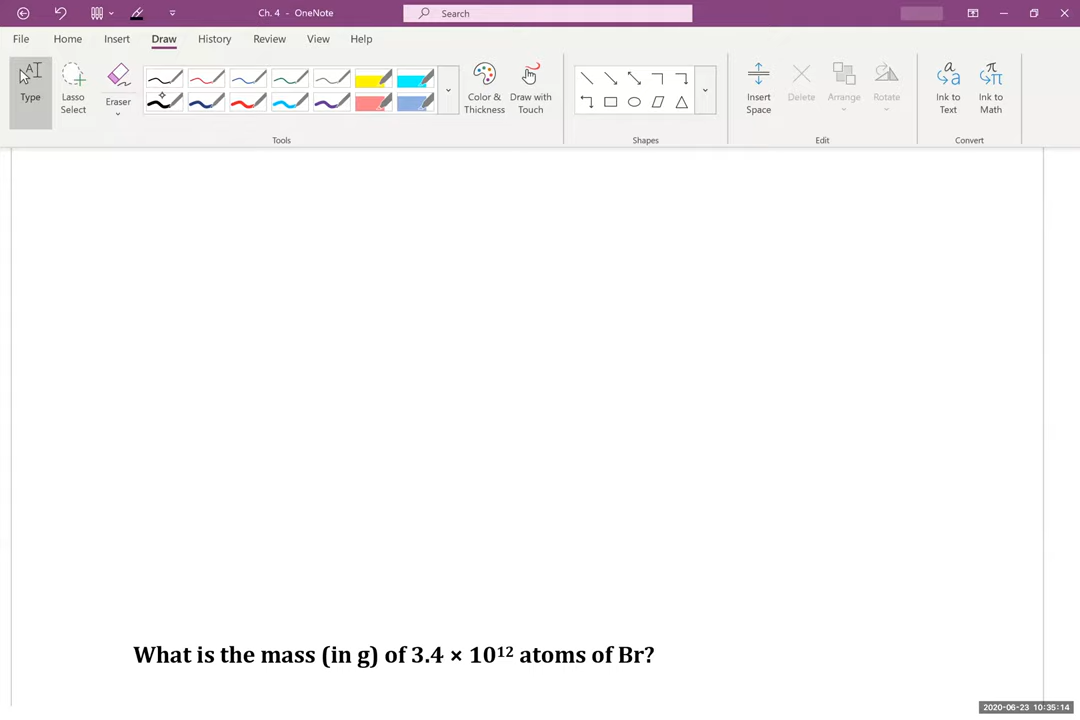 Ch. 4 - OneNote
Search
File Home Insert Draw History Review View Help
Type
Lasso Select
Eraser
Color & Thickness
Draw with Touch
Insert Space
Delete
Arrange
Rotate
Ink to Text
Ink to Math
Tools Shapes Edit Convert
What is the mass (in g) of 3.4 × 10¹² atoms of Br?
2020-06-23 10:35:14